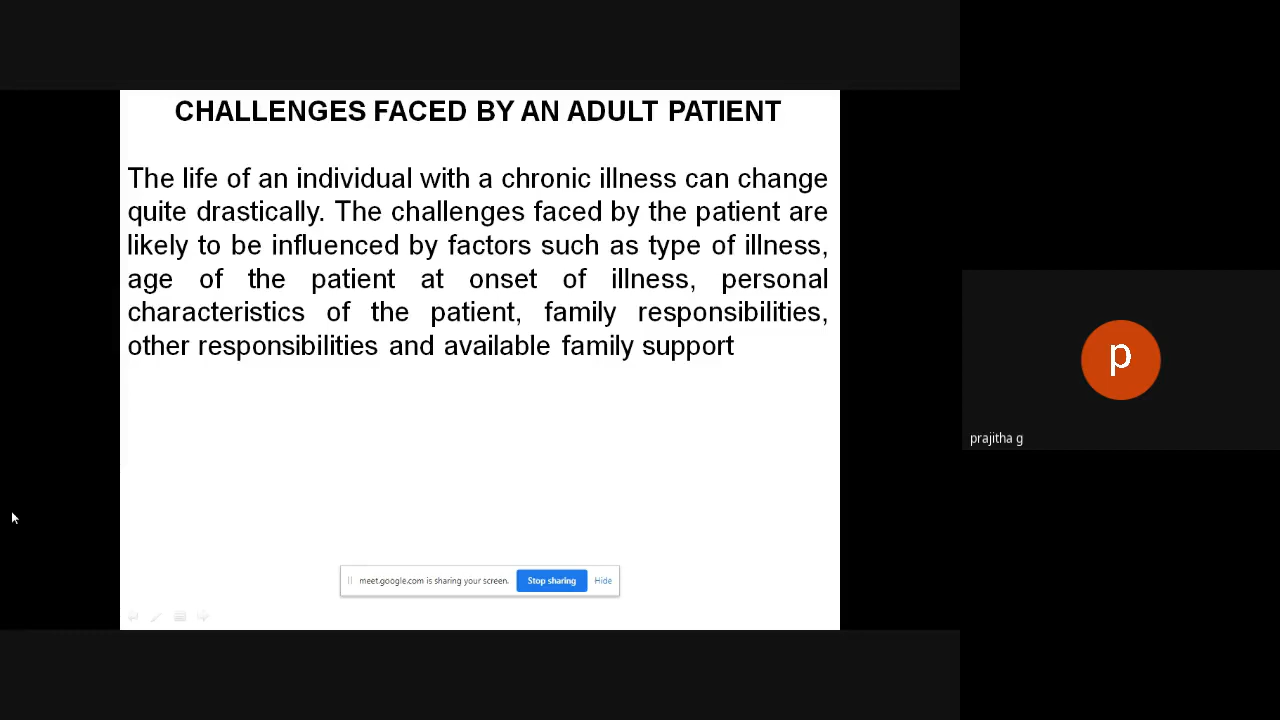 CHALLENGES FACED BY AN ADULT PATIENT
The life of an individual with a chronic illness can change
quite drastically. The challenges faced by the patient are
likely to be influenced by factors such as type of illness,
age of the patient at onset of illness, personal
characteristics of the patient, family responsibilities,
other responsibilities and available family support
p
prajitha g
meet.google.com is sharing your screen.
Stop sharing
Hide